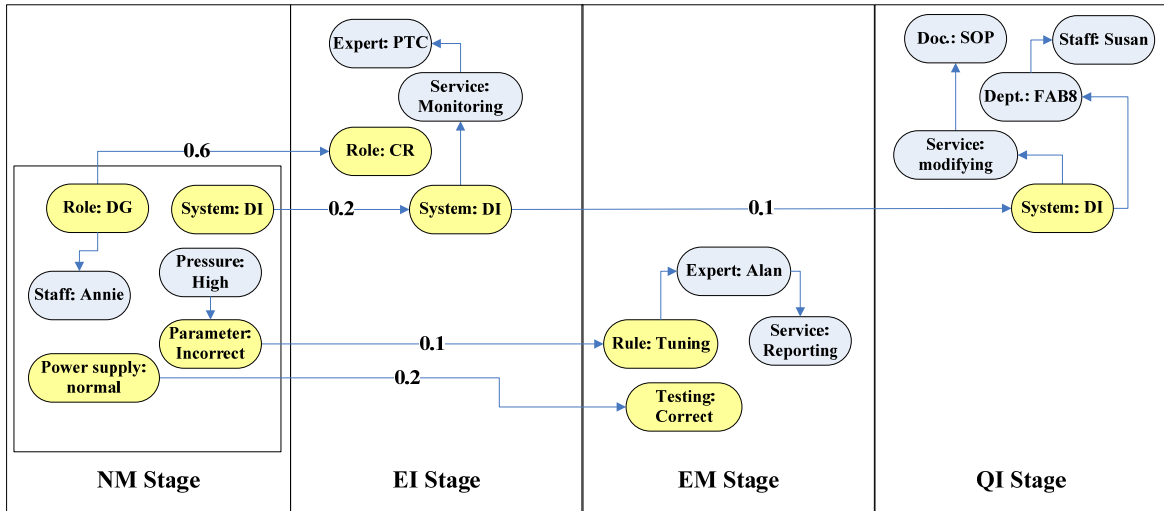 Expert: PTC
Service:
Monitoring
Role: CR
0.6
Role: DG
System: DI
0.2
System: DI
0.1
Staff: Annie
Pressure:
High
Parameter:
Incorrect
0.1
Power supply:
normal
0.2
Expert: Alan
Rule: Tuning
Service:
Reporting
Testing:
Correct
Doc.: SOP
Staff: Susan
Dept.: FAB8
Service:
modifying
System: DI
NM Stage
EI Stage
EM Stage
QI Stage